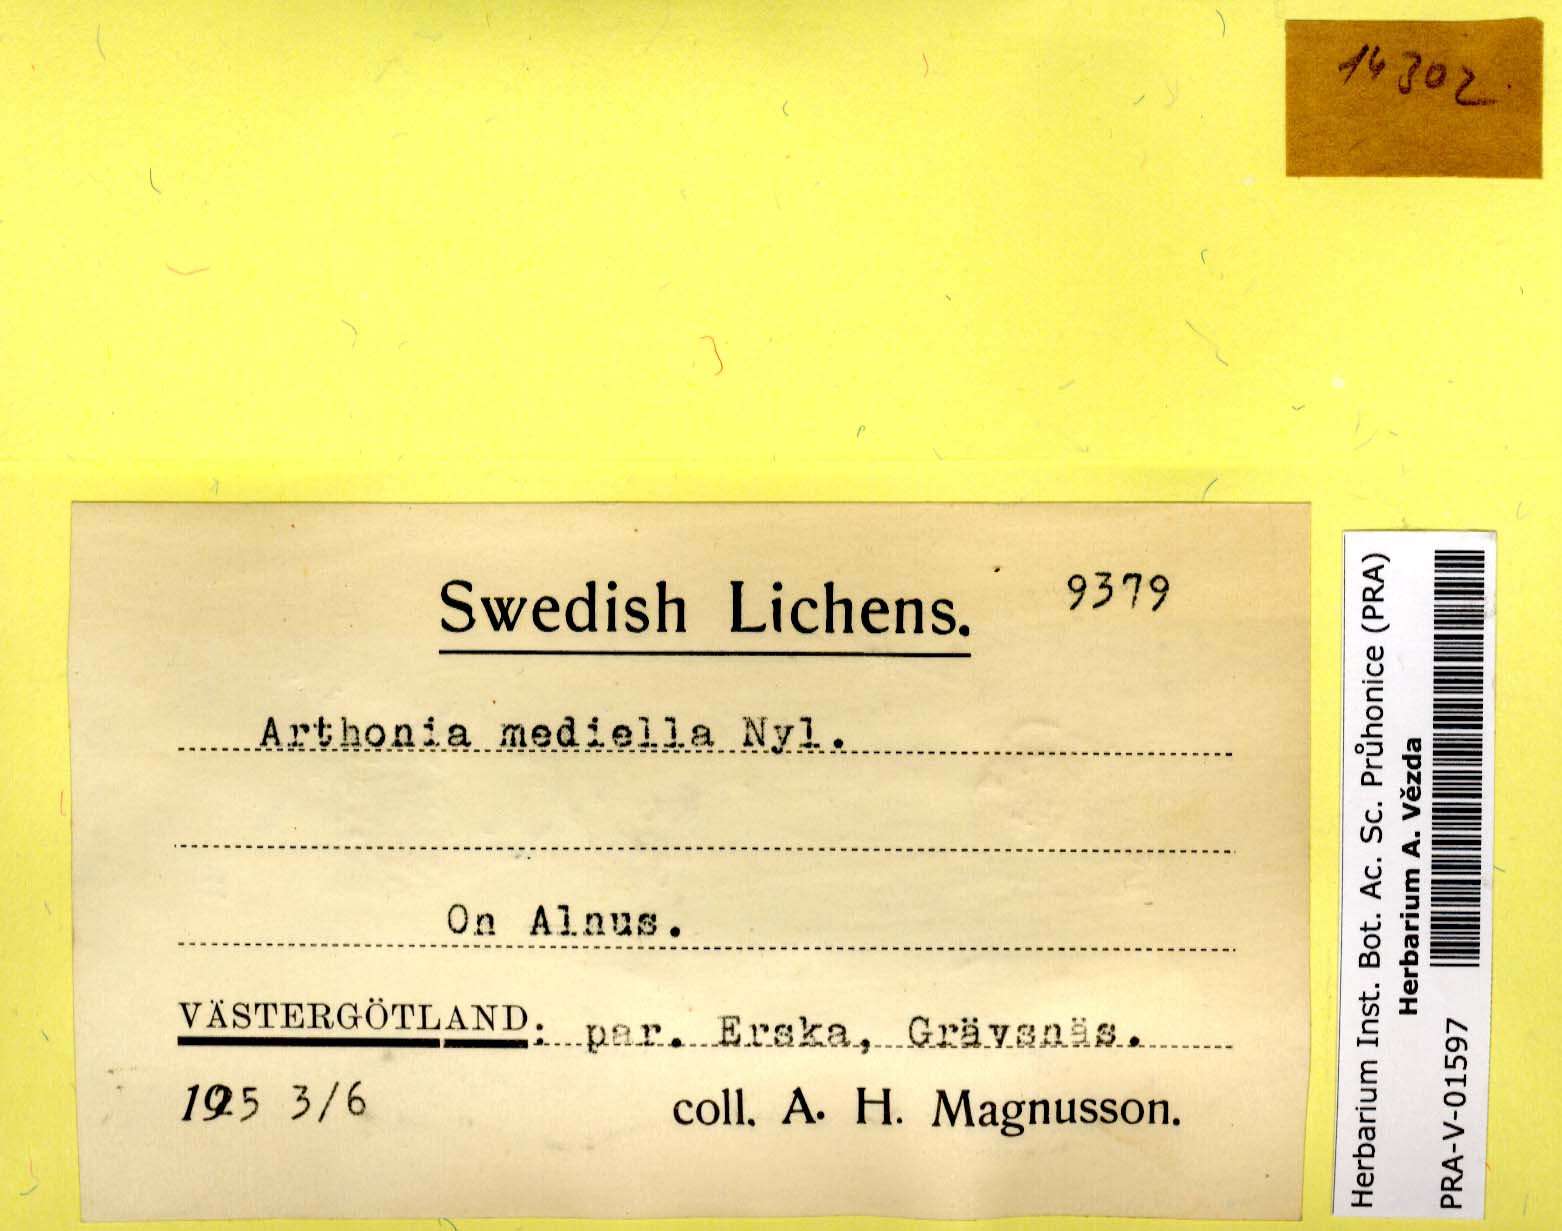 14302
Swedish Lichens.
9379
Arthonia mediella Nyl.
On Alnus.
VÄSTERGÖTLAND: par. Erska, Grävsnäs.
1925 3/6
coll. A. H. Magnusson.
Herbarium Inst. Bot. Ac. Sc. Průhonice (PRA)
Herbarium A. Vězda
PRA-V-01597